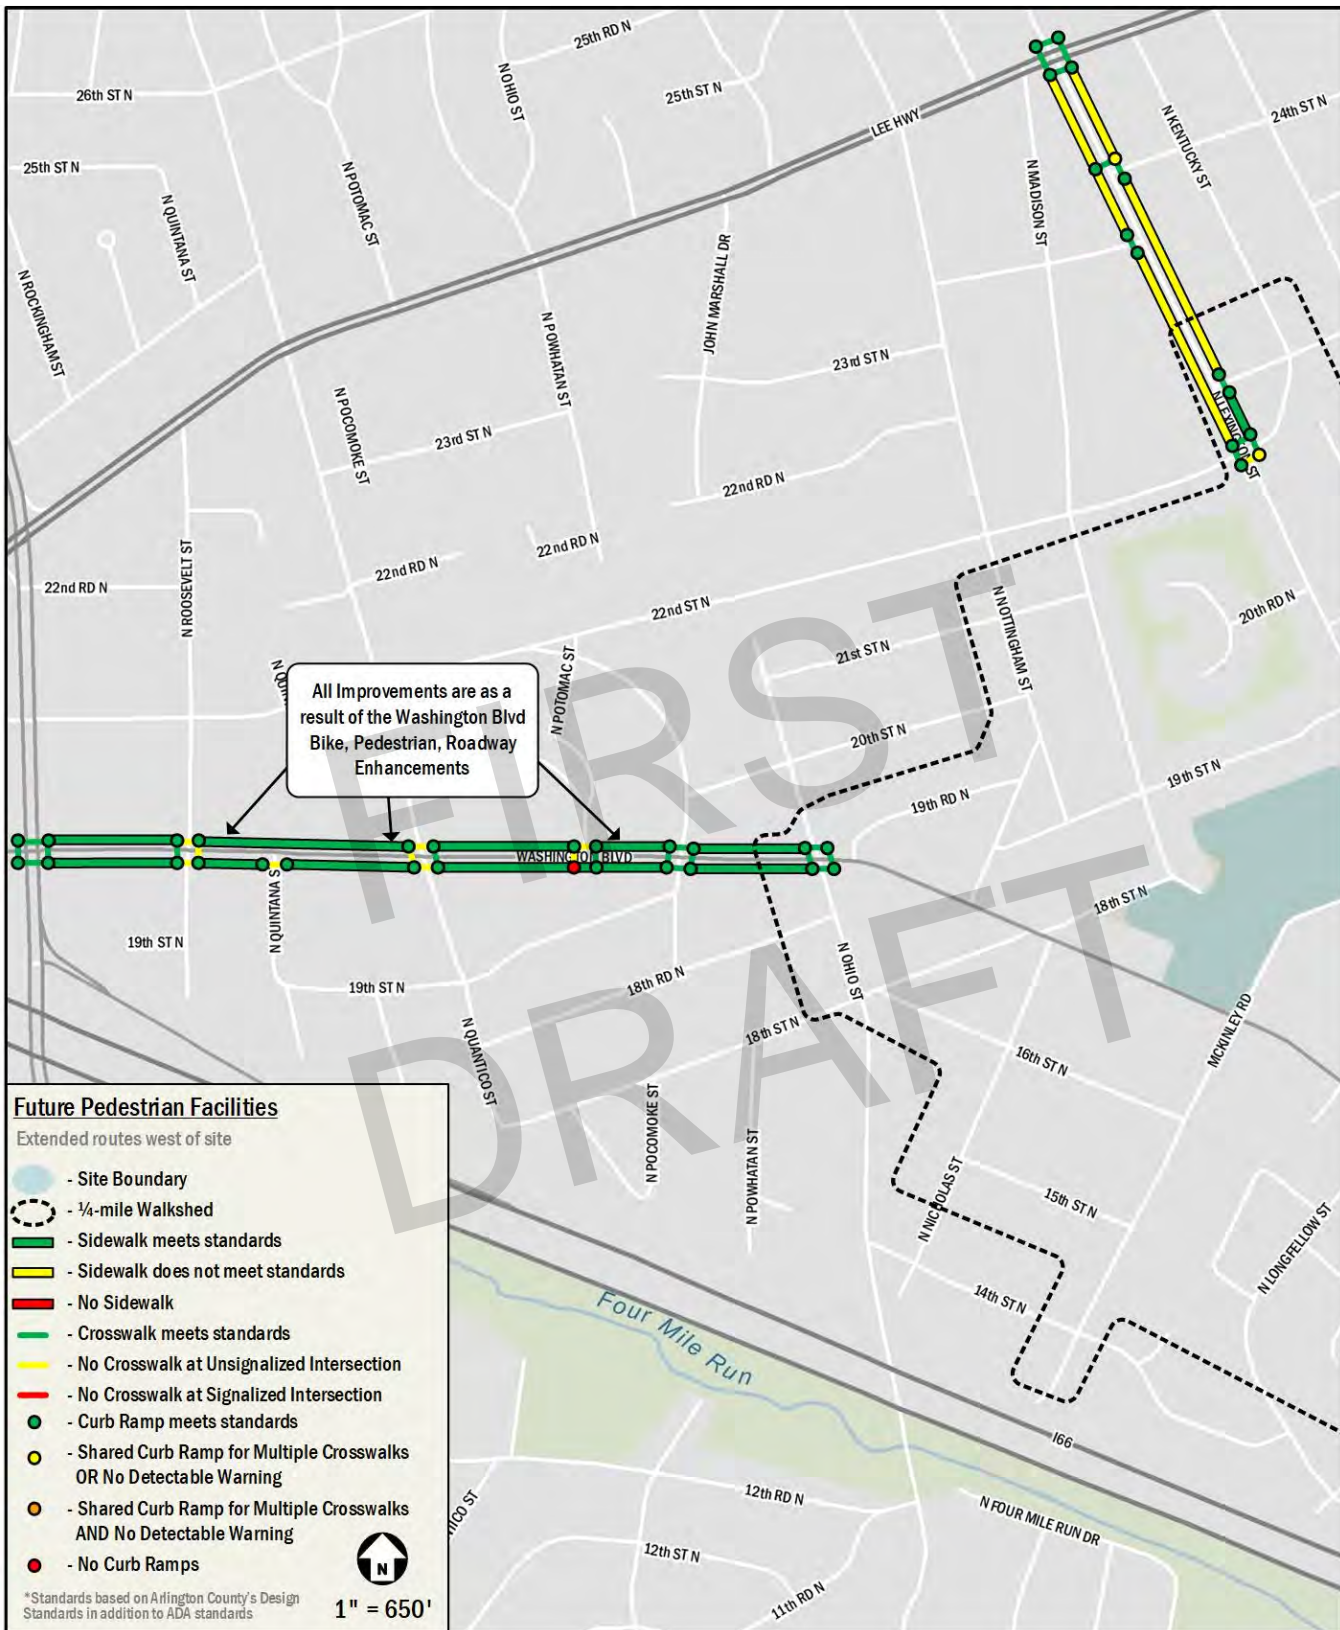 25th RD N
26th ST N
N OHIO ST
25th ST N
LEE HWY
N KENTUCKY ST
24th ST N
25th ST N
N QUINTANA ST
N POTOMAC ST
N MADISON ST
N ROCKINGHAM ST
JOHN MARSHALL DR
N POWHATAN ST
23rd ST N
N POCOMOKE ST
23rd ST N
N LEXINGTON ST
22nd RD N
22nd RD N
22nd RD N
22nd RD N
N ROOSEVELT ST
22nd ST N
N NOTTINGHAM ST
20th RD N
21st ST N
N QUIN
All Improvements are as a
result of the Washington Blvd
Bike, Pedestrian, Roadway
Enhancements
N POTOMAC ST
20th ST N
19th ST N
19th RD N
FIRST
DRAFT
WASHINGTON BLVD
N QUINTANA S
18th ST N
19th ST N
19th ST N
18th RD N
N OHIO ST
18th ST N
N QUANTICO ST
16th ST N
MCKINLEY RD
N POCOMOKE ST
N POWHATAN ST
N NICHOLAS ST
15th ST N
N LONGFELLOW ST
14th ST N
Four Mile Run
I66
12th RD N
N FOUR MILE RUN DR
12th ST N
11th RD N
ICO ST
Future Pedestrian Facilities
Extended routes west of site
- Site Boundary
- ¼-mile Walkshed
- Sidewalk meets standards
- Sidewalk does not meet standards
- No Sidewalk
- Crosswalk meets standards
- No Crosswalk at Unsignalized Intersection
- No Crosswalk at Signalized Intersection
- Curb Ramp meets standards
- Shared Curb Ramp for Multiple Crosswalks
OR No Detectable Warning
- Shared Curb Ramp for Multiple Crosswalks
AND No Detectable Warning
- No Curb Ramps
N
*Standards based on Arlington County's Design
Standards in addition to ADA standards
1" = 650'